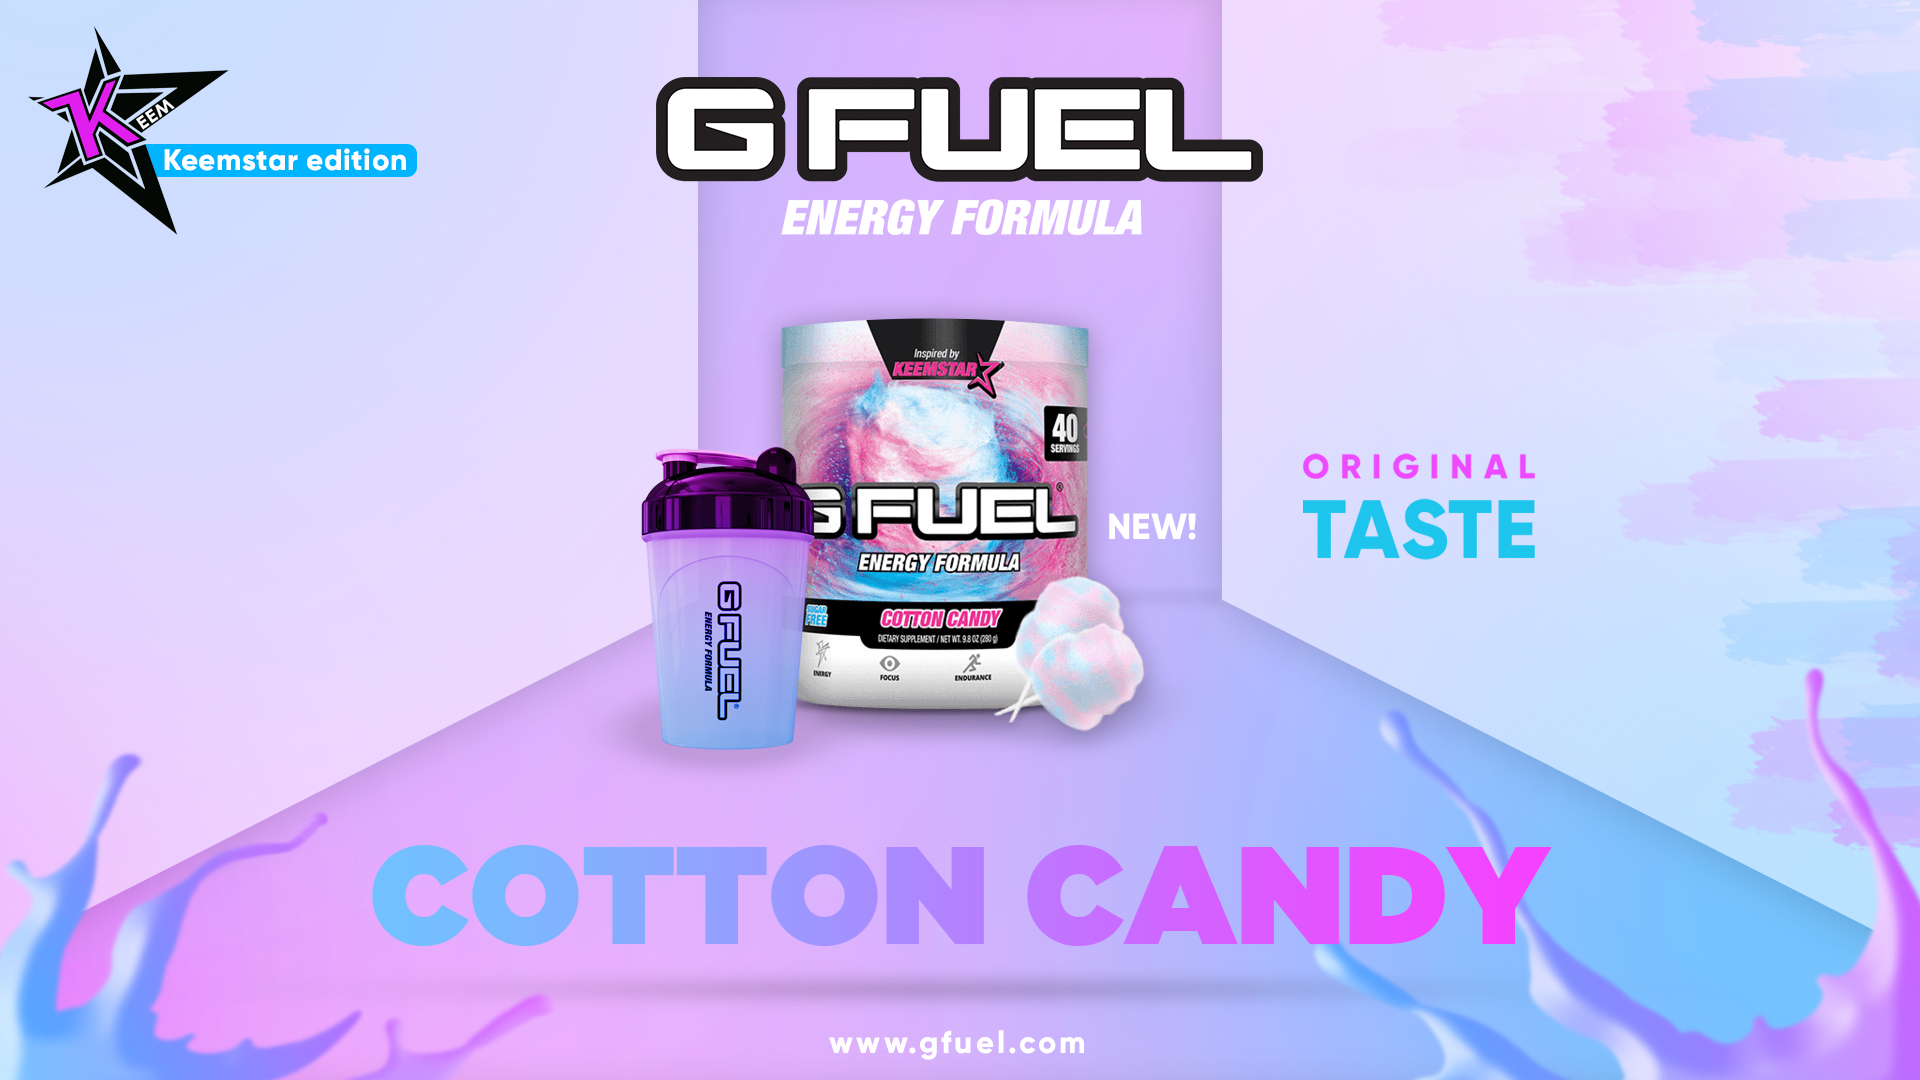 KEEM
Keemstar edition
G FUEL
ENERGY FORMULA
Inspired by
KEEMSTAR
40
SERVINGS
G FUEL®
ENERGY FORMULA
SUGAR
FREE
COTTON CANDY
DIETARY SUPPLEMENT / NET WT. 9.8 OZ (280 g)
ENERGY
FOCUS
ENDURANCE
G FUEL®
ENERGY FORMULA
NEW!
ORIGINAL
TASTE
COTTON CANDY
www.gfuel.com